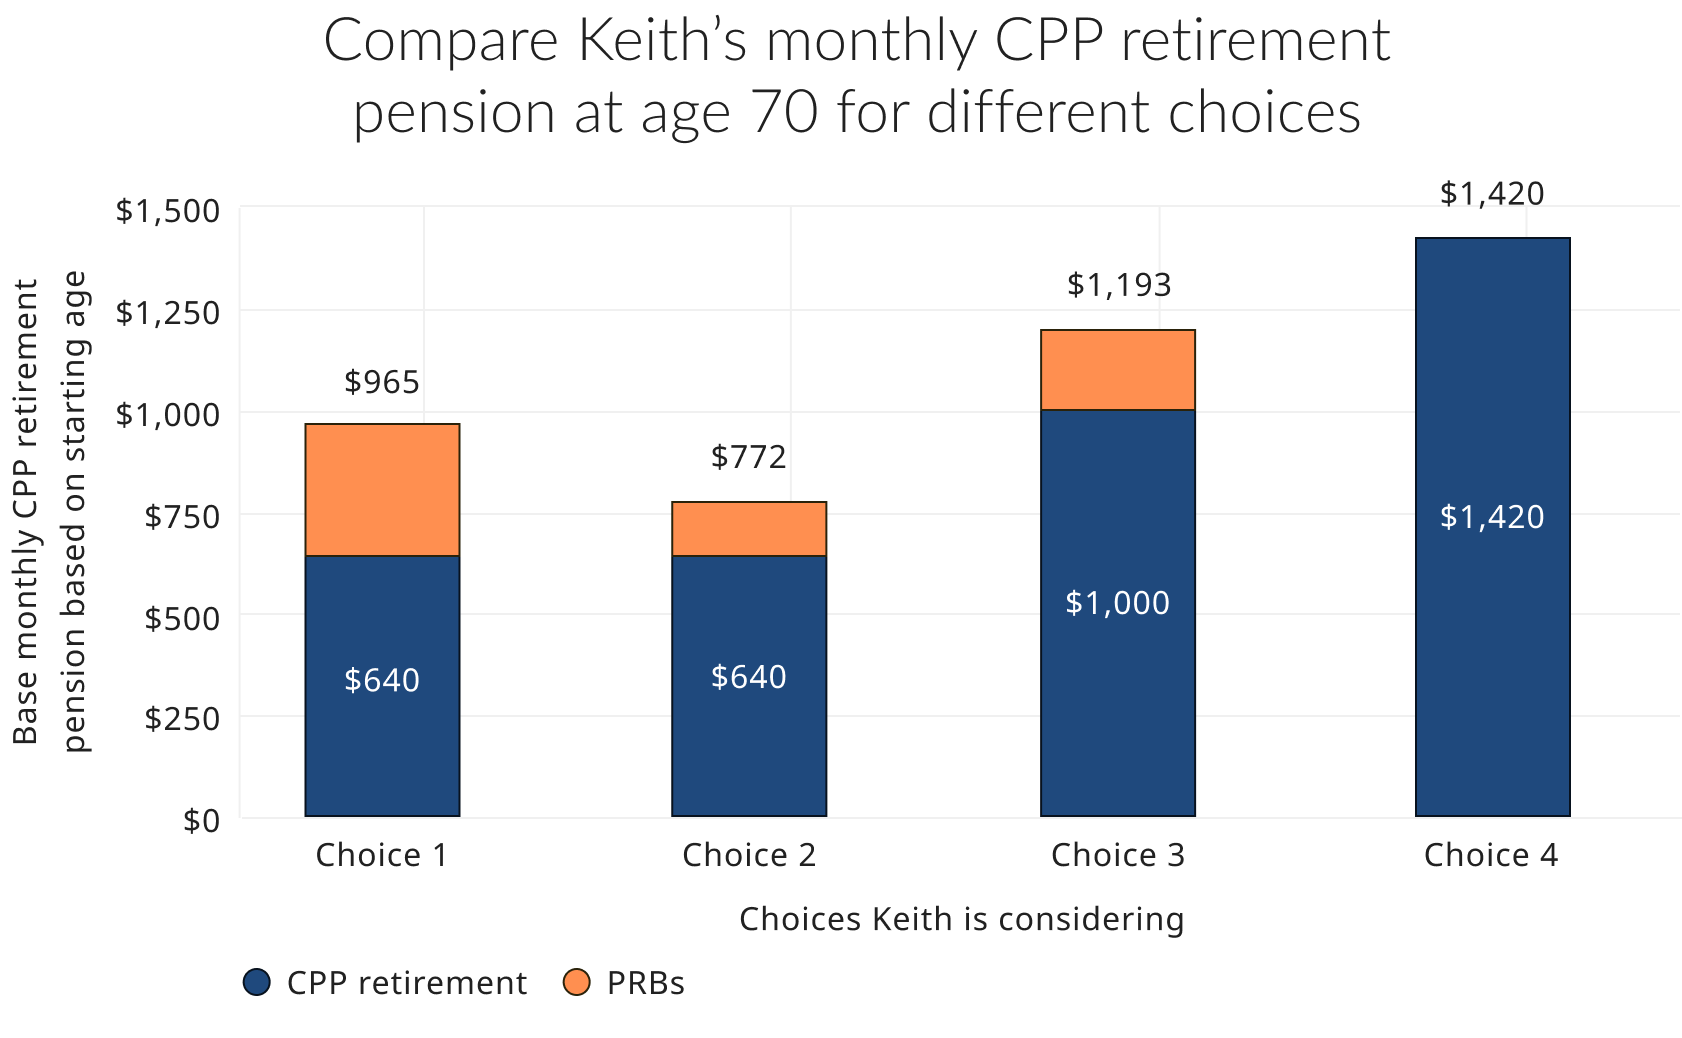 Compare Keith’s monthly CPP retirement
pension at age 70 for different choices
Base monthly CPP retirement
pension based on starting age
$1,500
$1,250
$1,000
$750
$500
$250
$0
$965
$640
$772
$640
$1,193
$1,000
$1,420
$1,420
Choice 1
Choice 2
Choice 3
Choice 4
Choices Keith is considering
CPP retirement
PRBs